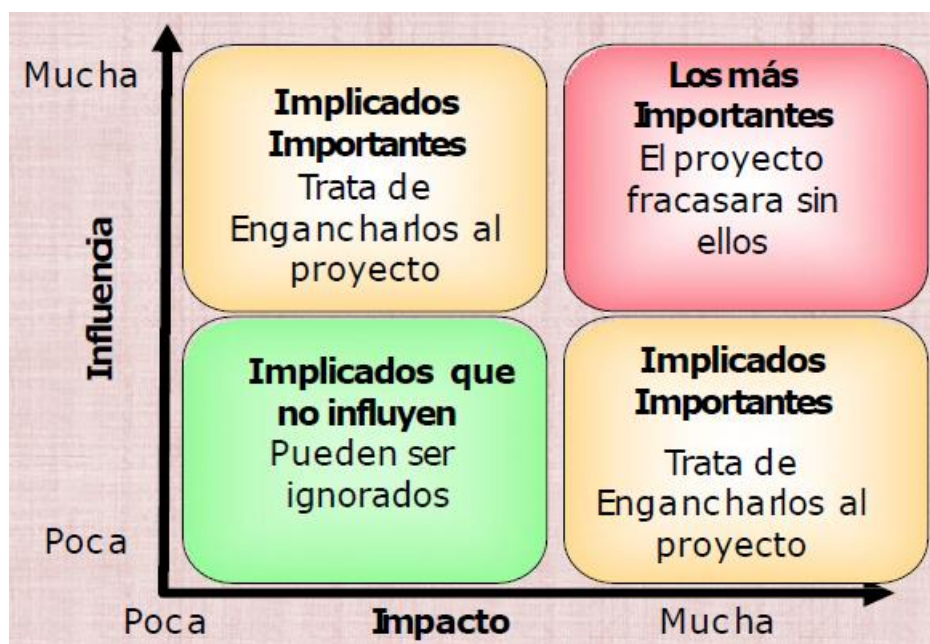 Mucha
Influencia
Poca
Implicados
Importantes
Trata de
Engancharlos al
proyecto
Los más
Importantes
El proyecto
fracasara sin
ellos
Implicados que
no influyen
Pueden ser
ignorados
Implicados
Importantes
Trata de
Engancharlos al
proyecto
Poca
Impacto
Mucha